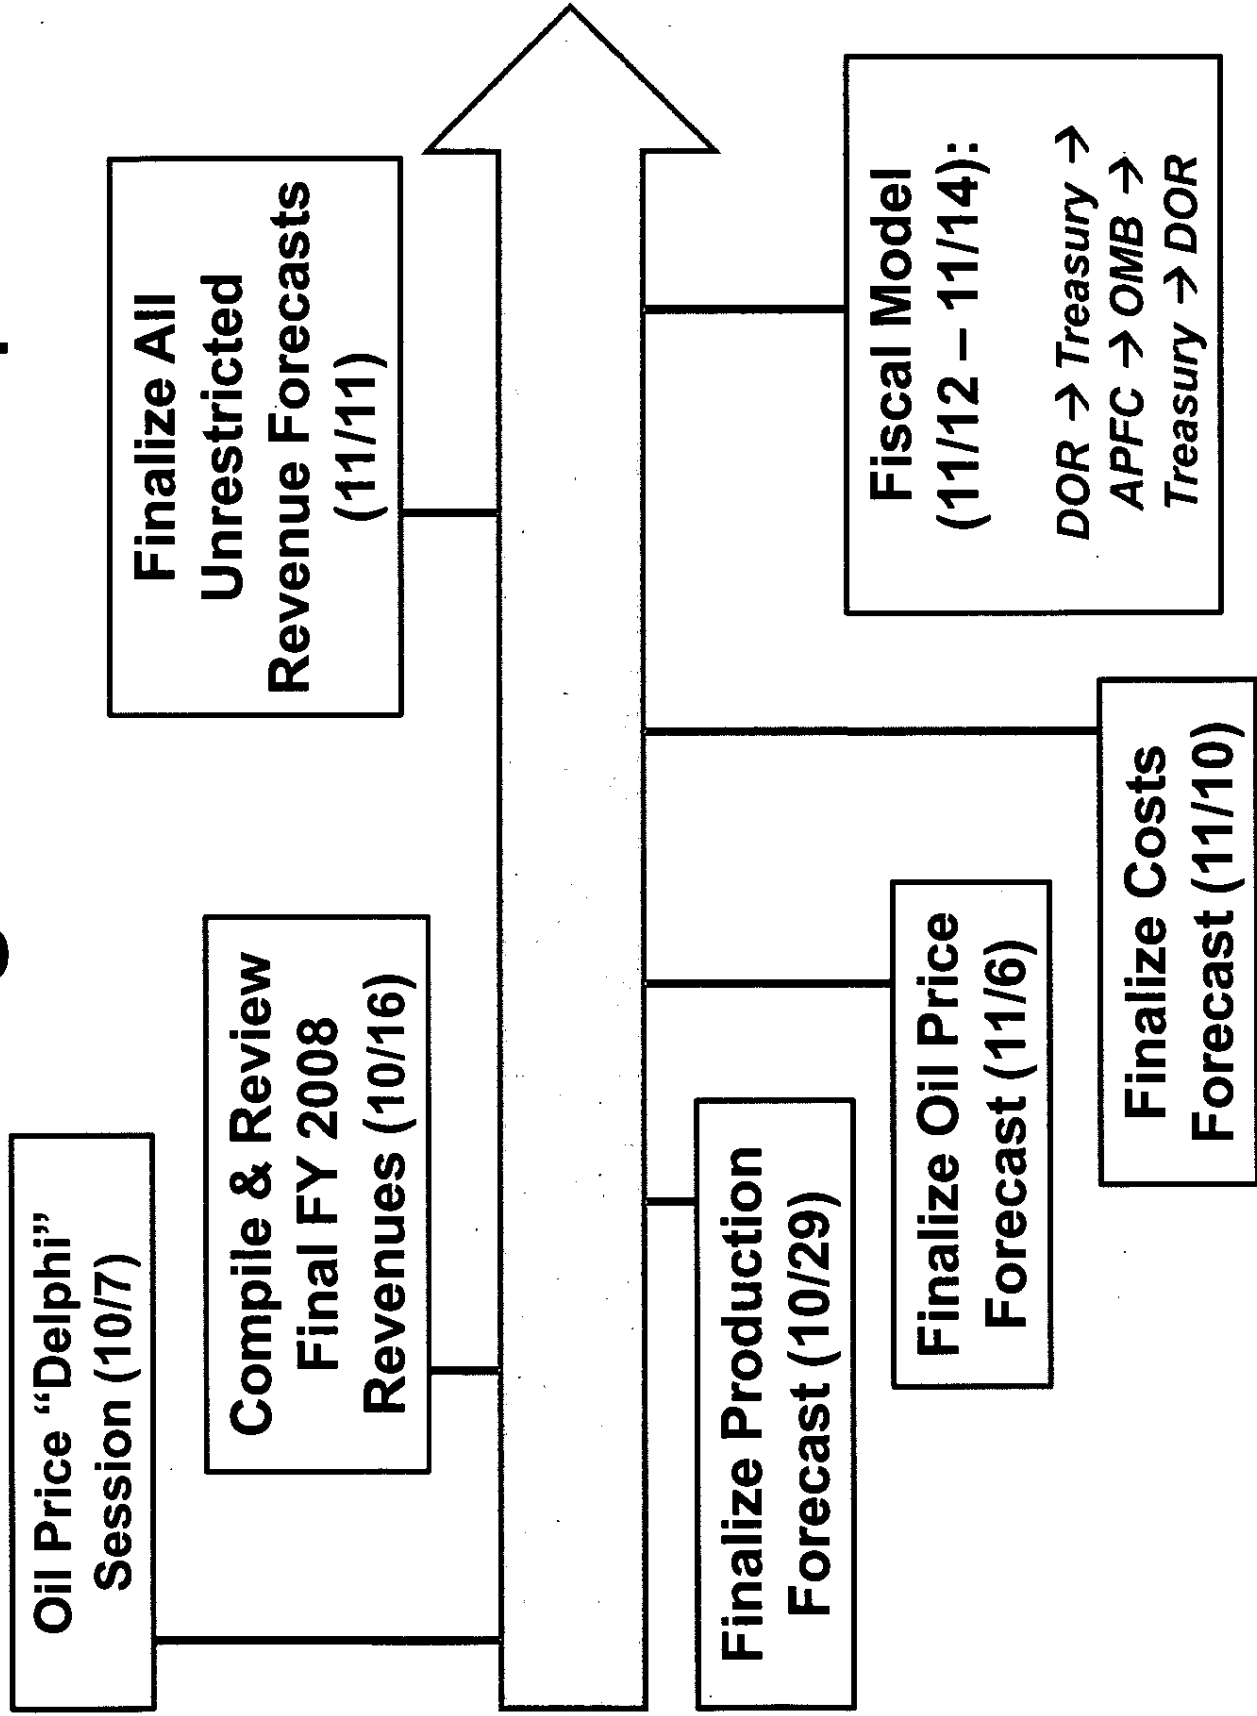 Oil Price “Delphi”
Session (10/7)
Compile & Review
Final FY 2008
Revenues (10/16)
Finalize All
Unrestricted
Revenue Forecasts
(11/11)
Finalize Production
Forecast (10/29)
Finalize Oil Price
Forecast (11/6)
Finalize Costs
Forecast (11/10)
Fiscal Model
(11/12 – 11/14):
DOR → Treasury →
APFC → OMB →
Treasury → DOR